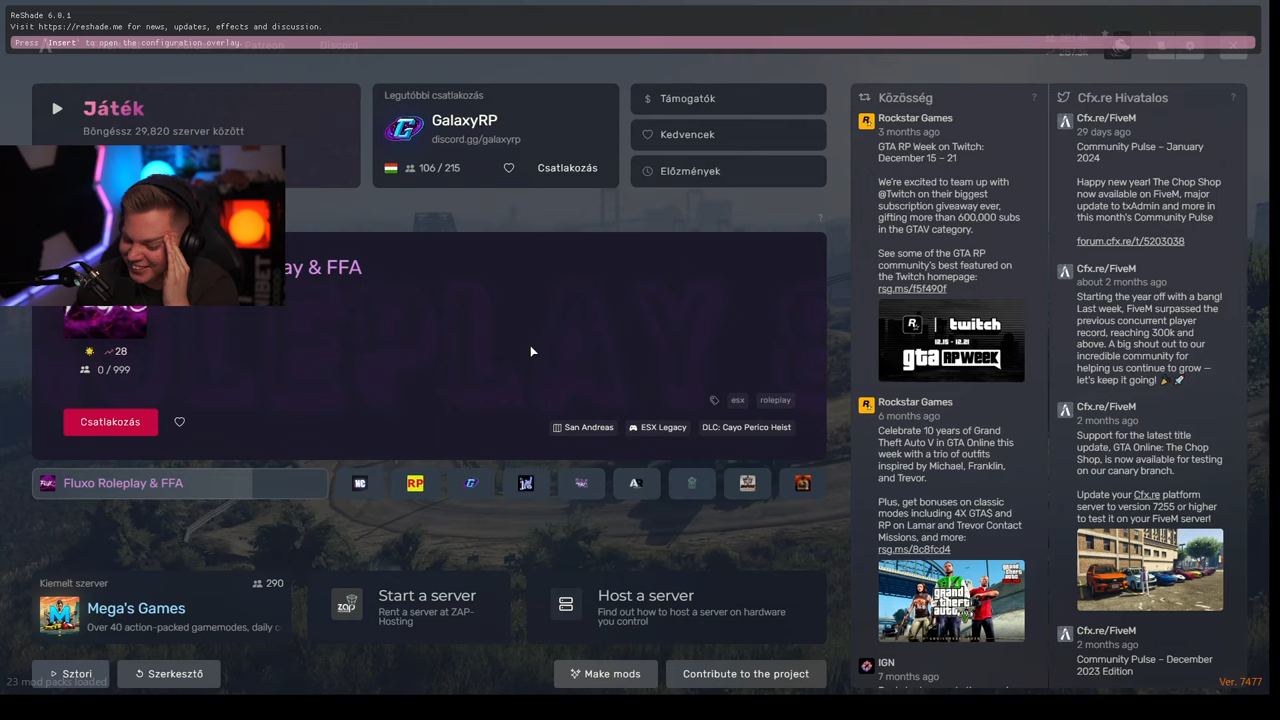 ReShade 6.0.1
Visit https://reshade.me for news, updates, effects and discussion.
Press 'Insert' to open the configuration overlay.
Discord
Játék
Böngéssz 29,820 szerver között
Legutóbbi csatlakozás
GalaxyRP
discord.gg/galaxyrp
106 / 215
Csatlakozás
$ Támogatók
Kedvencek
Előzmények
?
ay & FFA
28
0 / 999
Csatlakozás
esx
roleplay
San Andreas
ESX Legacy
DLC: Cayo Perico Heist
Fluxo Roleplay & FFA
RP
Kiemelt szerver
290
Mega's Games
Over 40 action-packed gamemodes, daily c
Start a server
Rent a server at ZAP-
Hosting
Host a server
Find out how to host a server on hardware
you control
Sztori
Szerkesztő
23 mod packs loaded
Make mods
Contribute to the project
Közösség
?
Rockstar Games
3 months ago
GTA RP Week on Twitch:
December 15 – 21
We're excited to team up with
@Twitch on their biggest
subscription giveaway ever,
gifting more than 600,000 subs
in the GTAV category.
See some of the GTA RP
community's best featured on
the Twitch homepage:
rsg.ms/f5f490f
twitch
12.15 - 12.21
gta RP WEEK
Rockstar Games
6 months ago
Celebrate 10 years of Grand
Theft Auto V in GTA Online this
week with a trio of outfits
inspired by Michael, Franklin,
and Trevor.
Plus, get bonuses on classic
modes including 4X GTA$ and
RP on Lamar and Trevor Contact
Missions, and more:
rsg.ms/8c8fcd4
grand
theft
auto
IGN
7 months ago
Cfx.re Hivatalos
?
Cfx.re/FiveM
29 days ago
Community Pulse – January
2024
Happy new year! The Chop Shop
now available on FiveM, major
update to txAdmin and more in
this month's Community Pulse
forum.cfx.re/t/5203038
Cfx.re/FiveM
about 2 months ago
Starting the year off with a bang!
Last week, FiveM surpassed the
previous concurrent player
record, reaching 300k and
above. A big shout out to our
incredible community for
helping us continue to grow —
let's keep it going! 🎉 🚀
Cfx.re/FiveM
2 months ago
Support for the latest title
update, GTA Online: The Chop
Shop, is now available for testing
on our canary branch.
Update your Cfx.re platform
server to version 7255 or higher
to test it on your FiveM server!
Cfx.re/FiveM
2 months ago
Community Pulse – December
2023 Edition
Ver. 7477